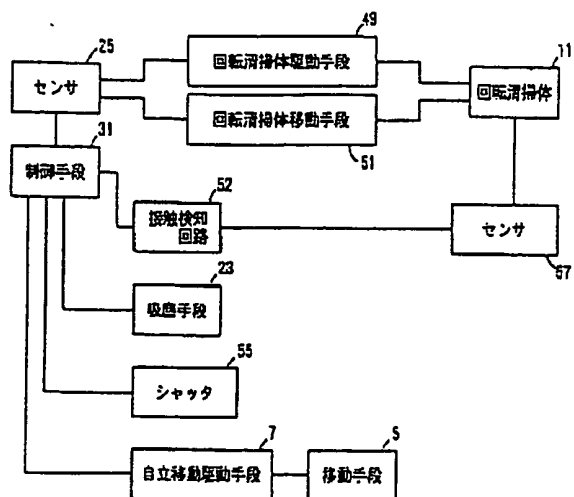 49
25
11
回転清掃体駆動手段
センサ
回転清掃体
回転清掃体移動手段
31
51
制御手段
52
接触検知
回路
センサ
57
23
吸塵手段
55
シャッタ
7
5
自立移動駆動手段
移動手段